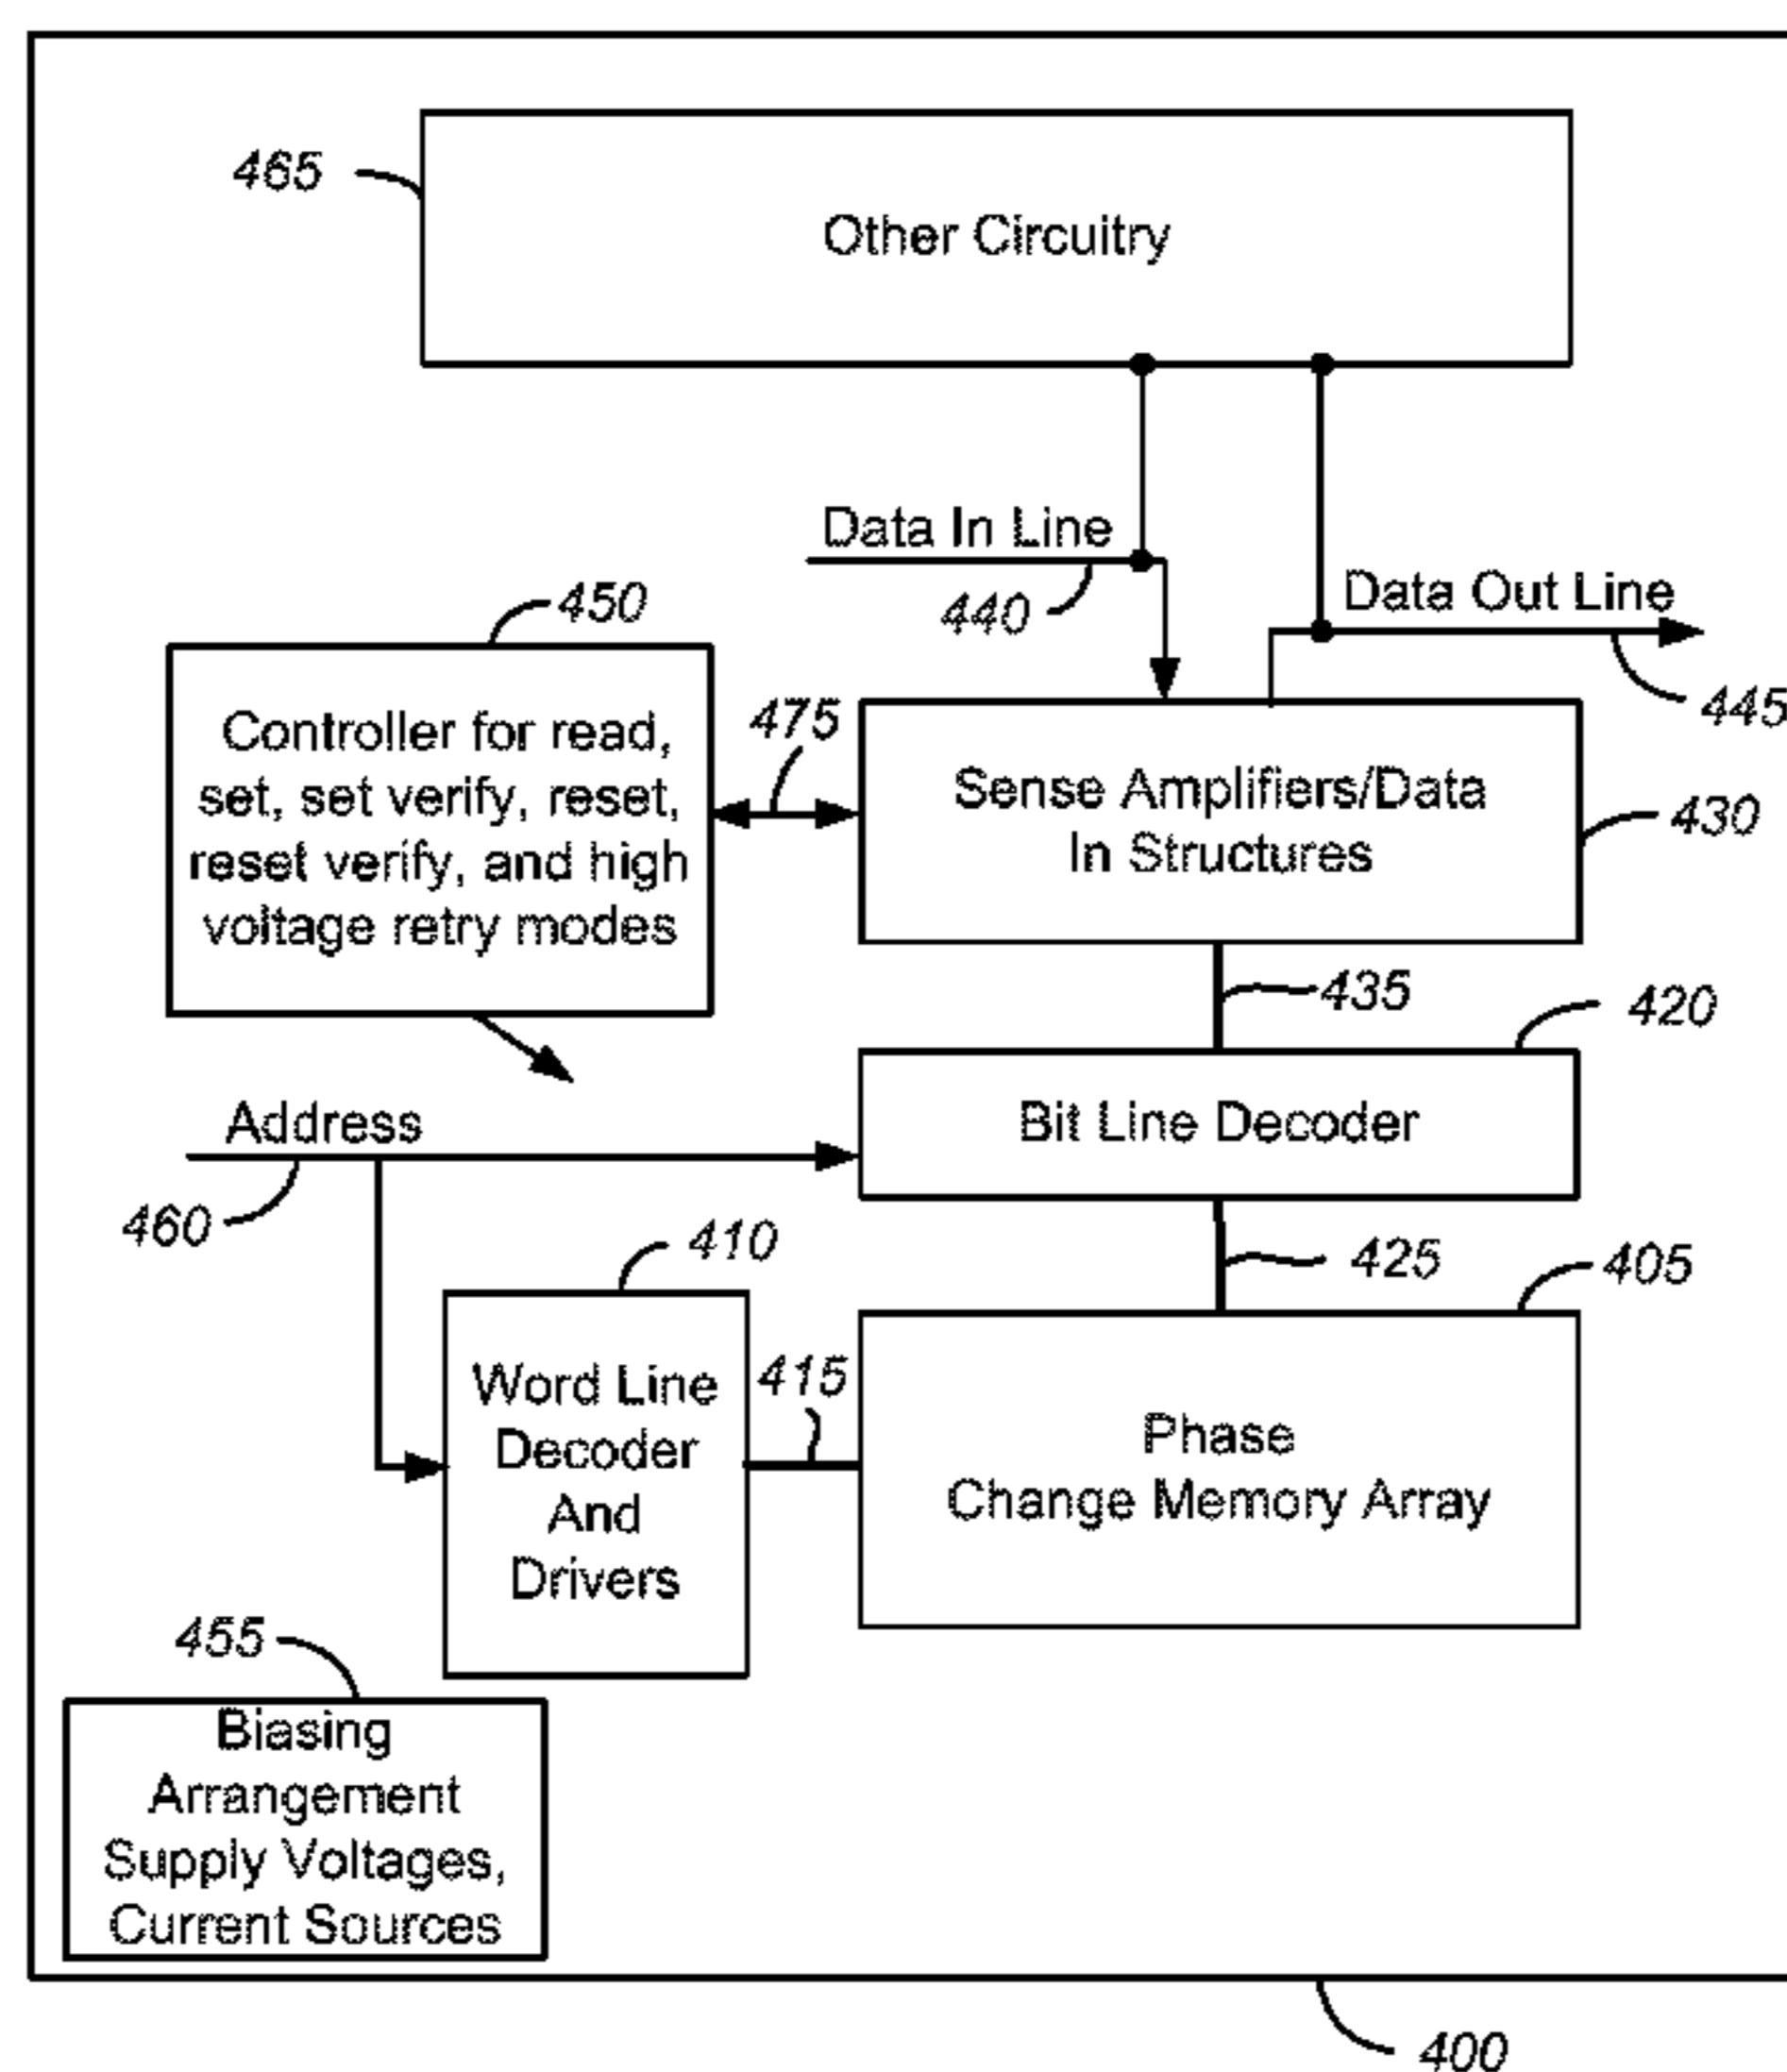 465
Other Circuitry
Data In Line
440
Data Out Line
445
450
Controller for read,
set, set verify, reset,
reset verify, and high
voltage retry modes
475
Sense Amplifiers/Data
In Structures
430
435
420
Address
460
Bit Line Decoder
410
425
405
Word Line
Decoder
And
Drivers
415
Phase
Change Memory Array
455
Biasing
Arrangement
Supply Voltages,
Current Sources
400